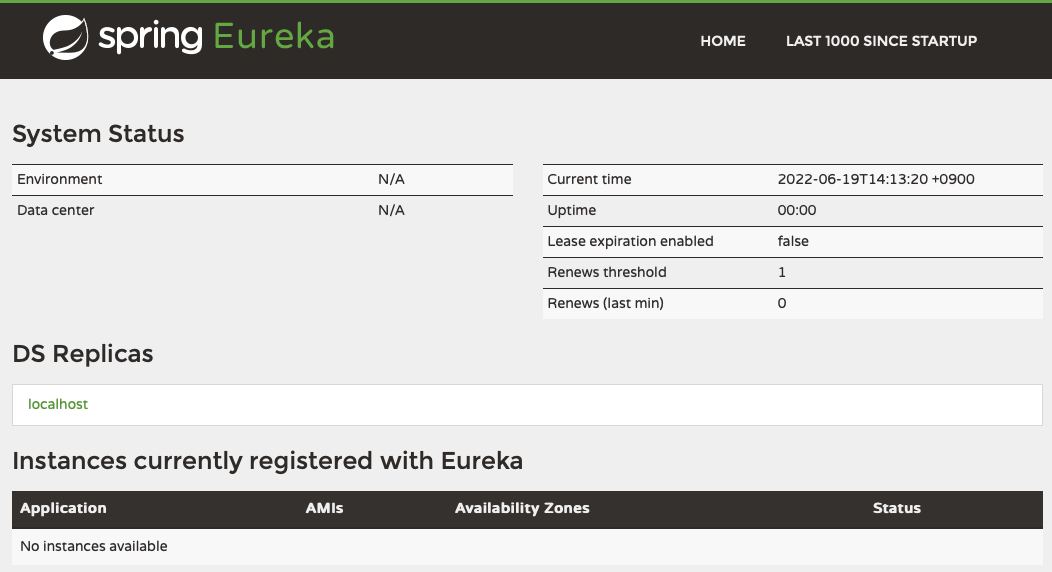 spring Eureka
HOME LAST 1000 SINCE STARTUP
System Status
Environment N/A
Data center N/A
Current time 2022-06-19T14:13:20 +0900
Uptime 00:00
Lease expiration enabled false
Renews threshold 1
Renews (last min) 0
DS Replicas
localhost
Instances currently registered with Eureka
Application AMIs Availability Zones Status
No instances available